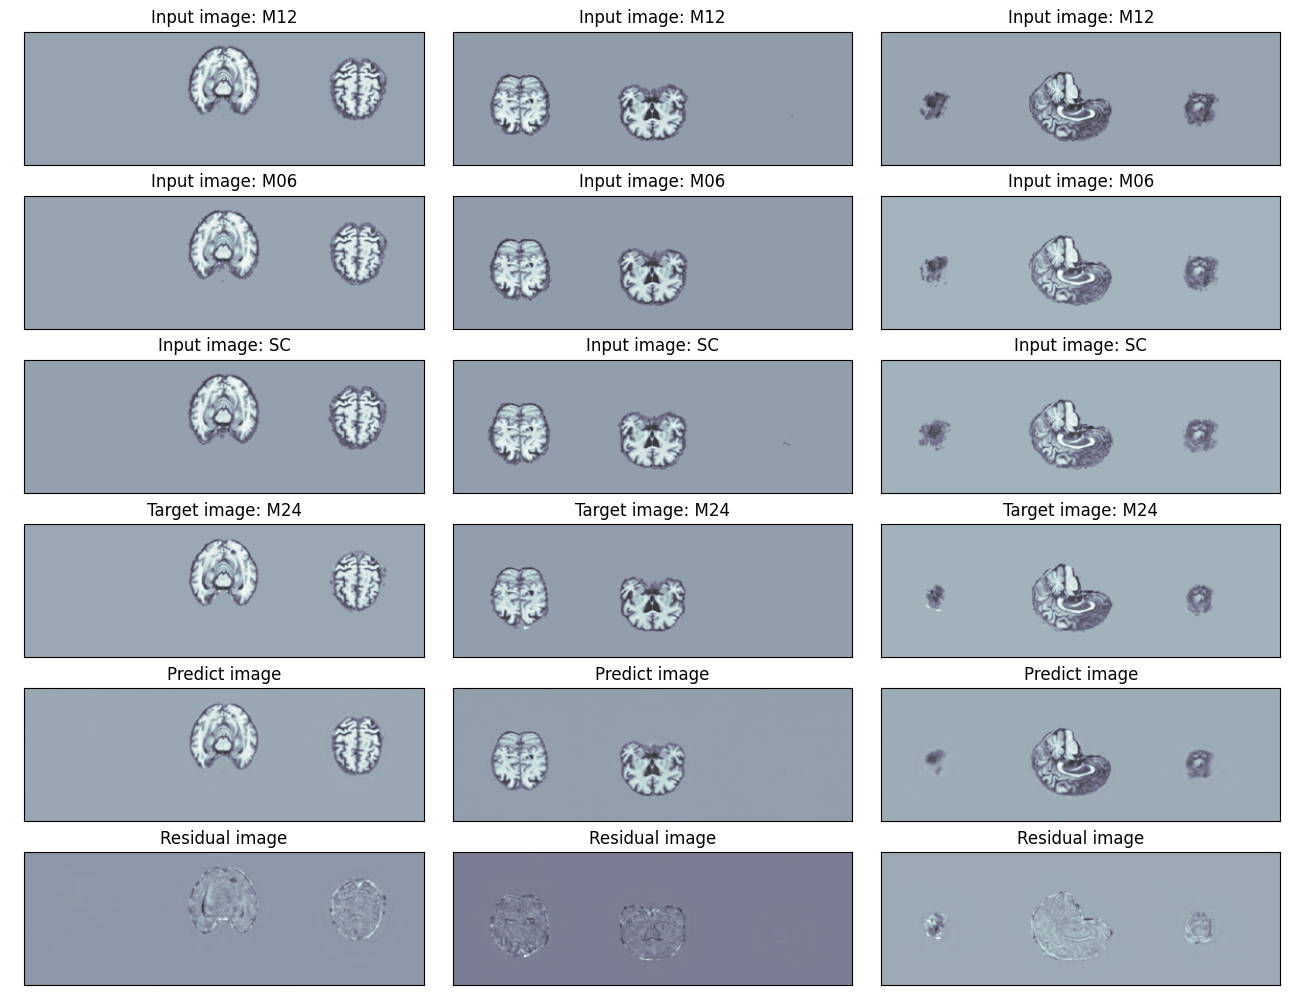 Input image: M12 Input image: M12 Input image: M12
Input image: M06 Input image: M06 Input image: M06
Input image: SC Input image: SC Input image: SC
Target image: M24 Target image: M24 Target image: M24
Predict image Predict image Predict image
Residual image Residual image Residual image